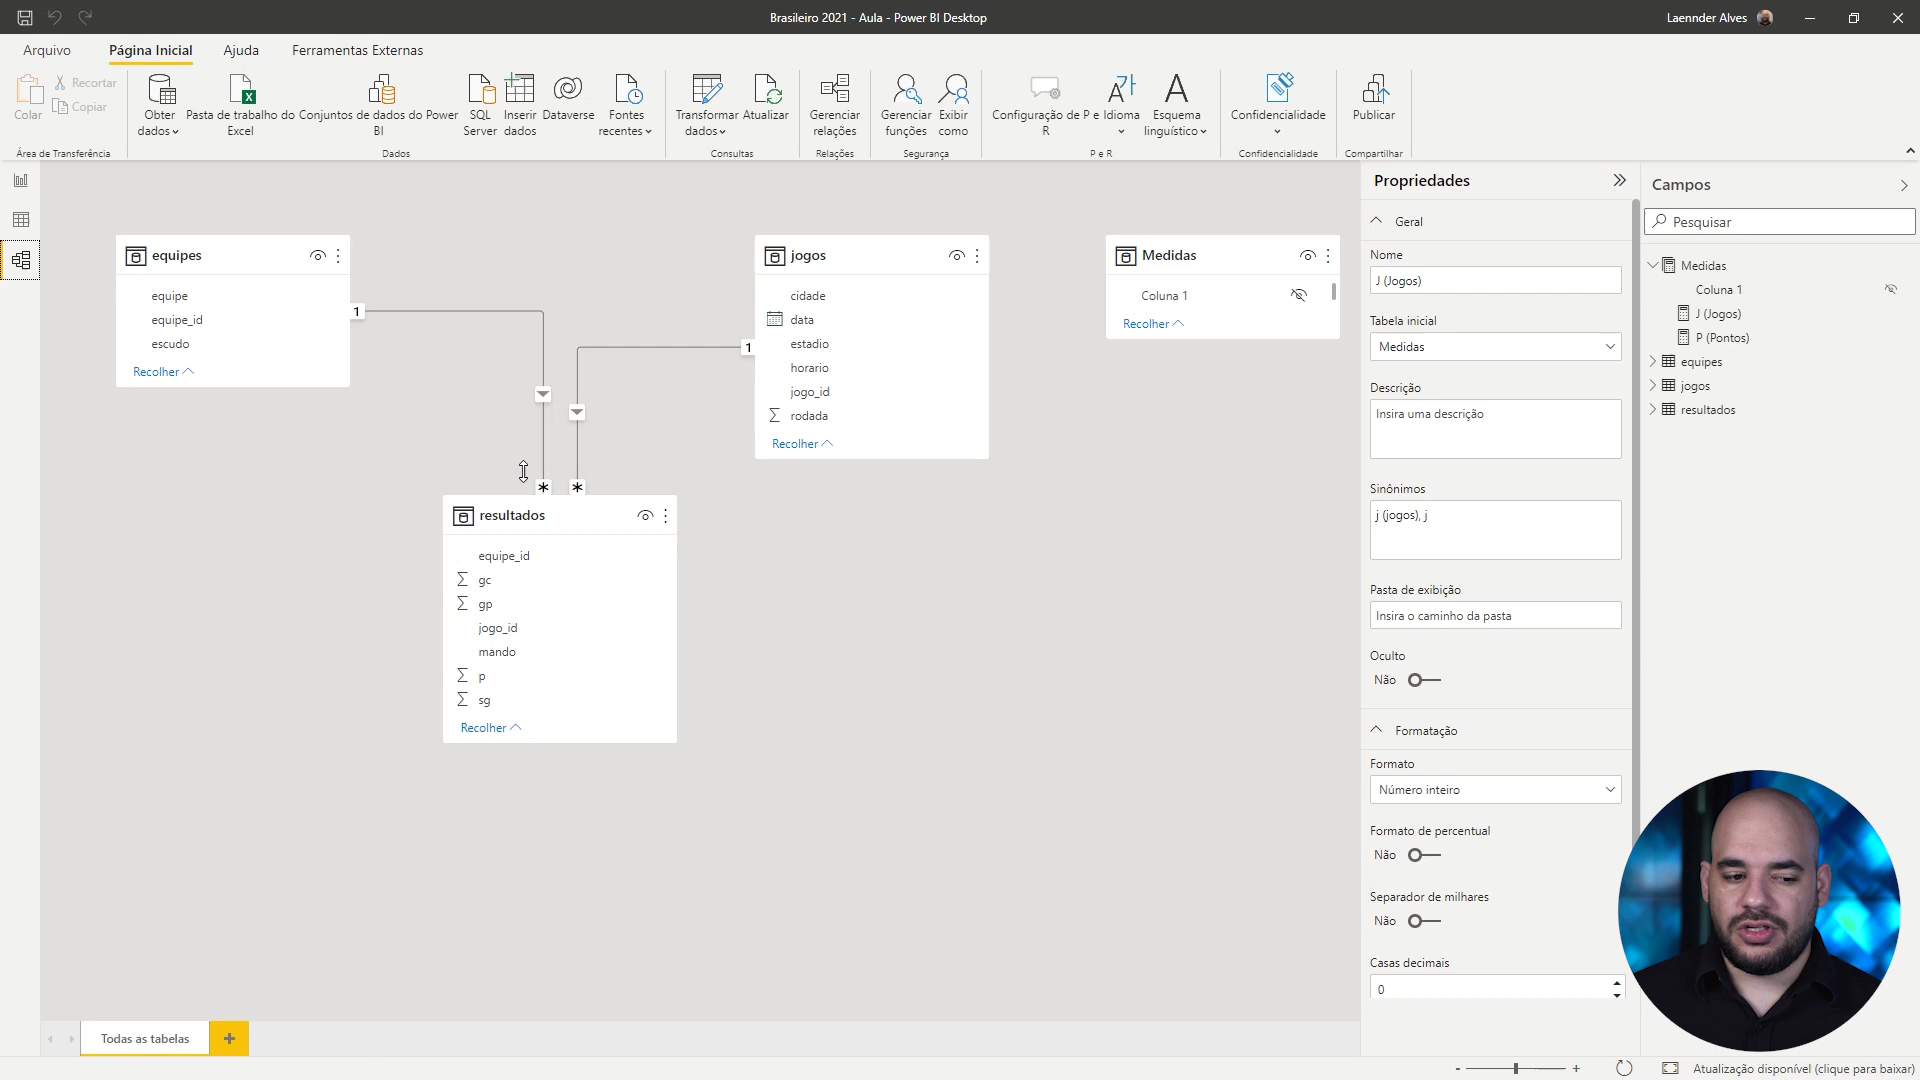 Brasileiro 2021 - Aula - Power BI Desktop
Laennder Alves
Arquivo
Página Inicial
Ajuda
Ferramentas Externas
Colar
Recortar
Copiar
Obter dados
Pasta de trabalho do Excel
Conjuntos de dados do Power BI
SQL Server
Inserir dados
Dataverse
Fontes recentes
Transformar dados
Atualizar
Gerenciar relações
Gerenciar funções
Exibir como
Configuração de P e R
Idioma
Esquema linguístico
Confidencialidade
Publicar
Área de Transferência
Dados
Consultas
Relações
Segurança
P e R
Confidencialidade
Compartilhar
equipes
equipe
equipe_id
escudo
Recolher
1
jogos
cidade
data
estadio
horario
jogo_id
rodada
Recolher
1
Medidas
Coluna 1
Recolher
*
*
resultados
equipe_id
gc
gp
jogo_id
mando
p
sg
Recolher
Propriedades
Geral
Nome
J (Jogos)
Tabela inicial
Medidas
Descrição
Insira uma descrição
Sinônimos
j (jogos), j
Pasta de exibição
Insira o caminho da pasta
Oculto
Não
Formatação
Formato
Número inteiro
Formato de percentual
Não
Separador de milhares
Não
Casas decimais
0
Campos
Pesquisar
Medidas
Coluna 1
J (Jogos)
P (Pontos)
equipes
jogos
resultados
Todas as tabelas
+
- +
Atualização disponível (clique para baixar)